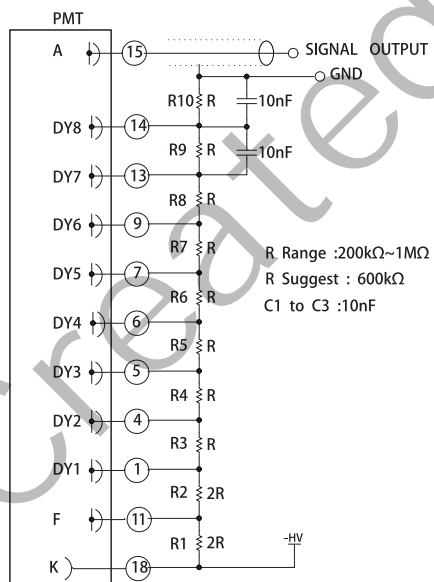 PMT
A 15 SIGNAL OUTPUT
GND
R10 R 10nF
DY8 14
R9 R 10nF
DY7 13
R8 R
DY6 9
R7 R
R Range :200kΩ~1MΩ
DY5 7
R Suggest : 600kΩ
R6 R
C1 to C3 :10nF
DY4 6
R5 R
DY3 5
R4 R
DY2 4
R3 R
DY1 1
R2 2R
F 11
R1 2R -HV
K 18
Created